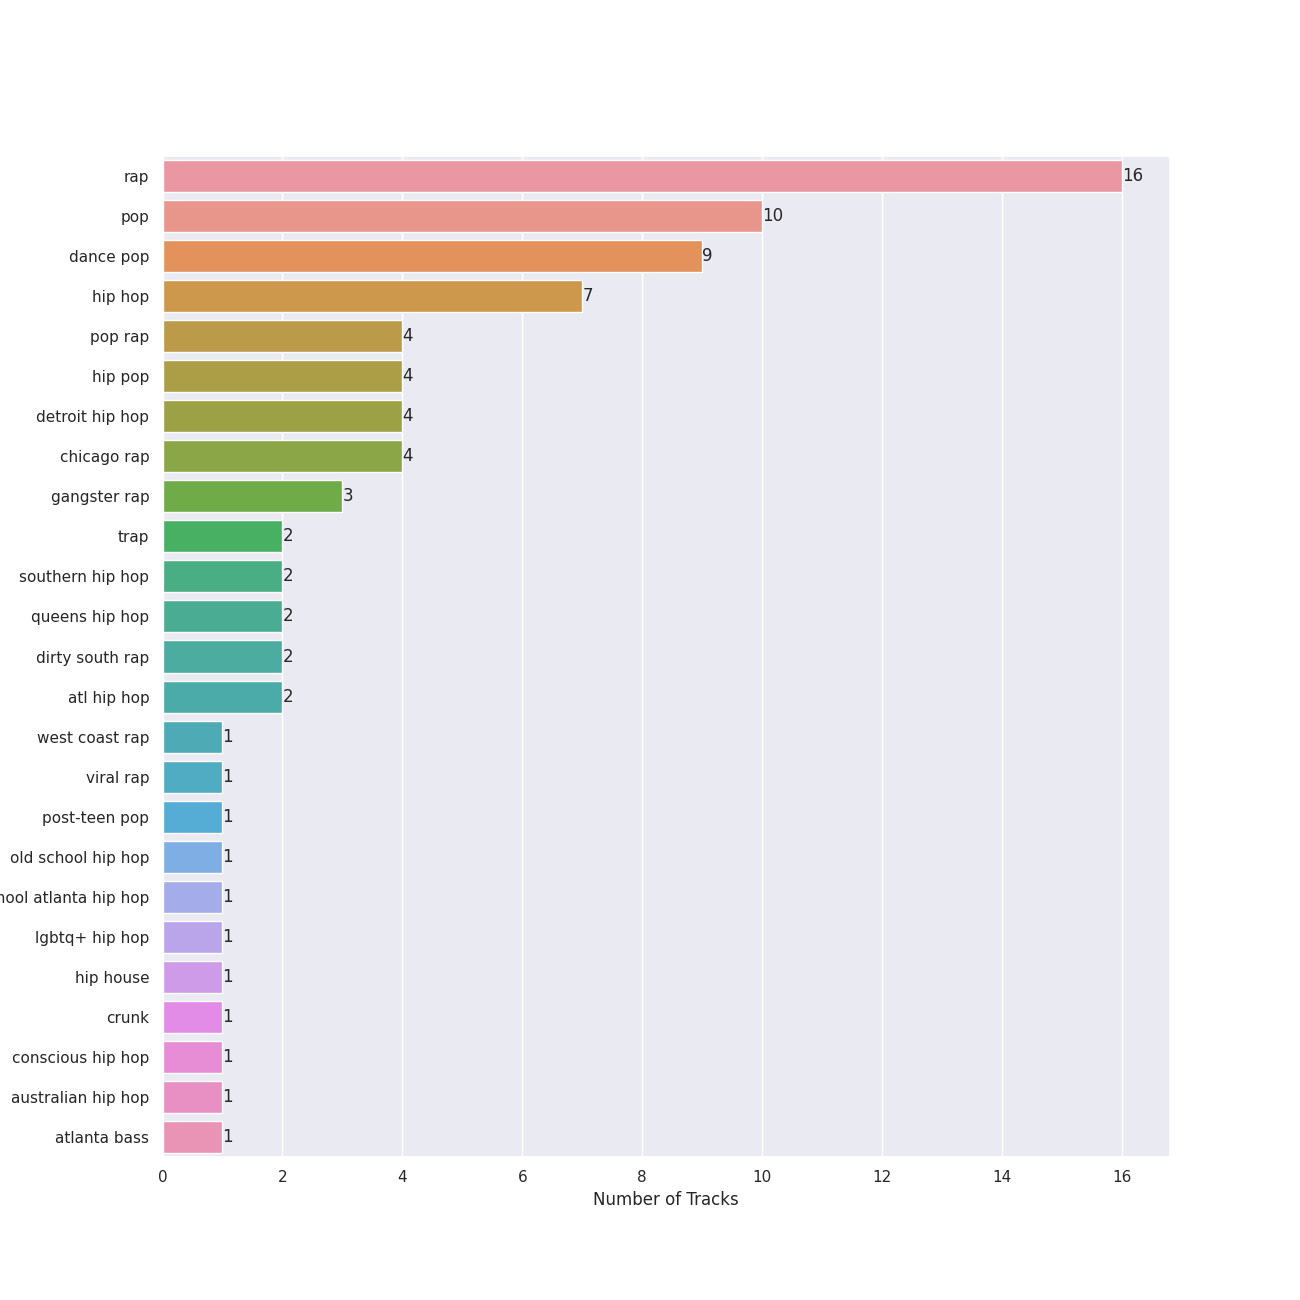 rap 16
pop 10
dance pop 9
hip hop 7
pop rap 4
hip pop 4
detroit hip hop 4
chicago rap 4
gangster rap 3
trap 2
southern hip hop 2
queens hip hop 2
dirty south rap 2
atl hip hop 2
west coast rap 1
viral rap 1
post-teen pop 1
old school hip hop 1
atlanta hip hop 1
lgbtq+ hip hop 1
hip house 1
crunk 1
conscious hip hop 1
australian hip hop 1
atlanta bass 1
0 2 4 6 8 10 12 14 16
Number of Tracks